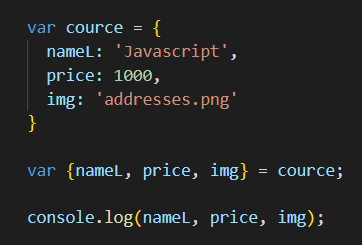 var cource = {
  nameL: 'Javascript',
  price: 1000,
  img: 'addresses.png'
}
var {nameL, price, img} = cource;
console.log(nameL, price, img);